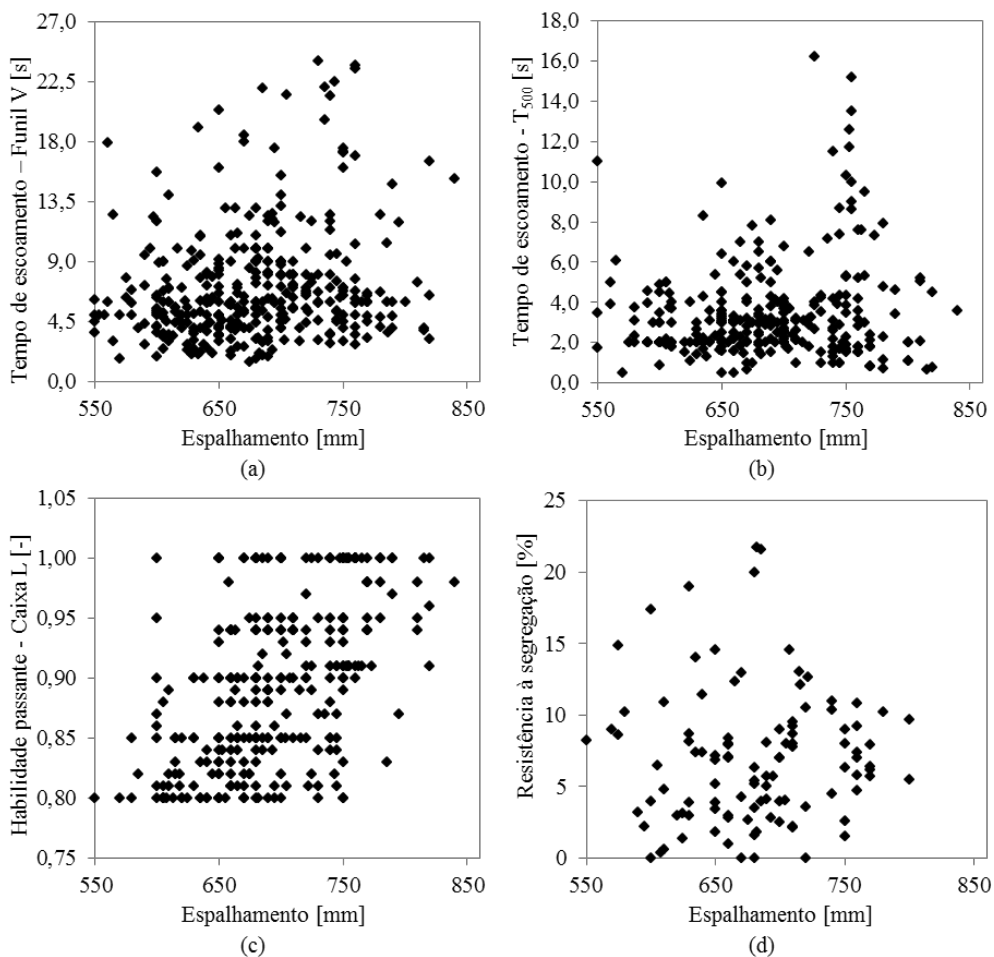 27,0
22,5
18,0
13,5
9,0
4,5
0,0
Tempo de escoamento – Funil V [s]
550 650 750 850
Espalhamento [mm]
(a)
18,0
16,0
14,0
12,0
10,0
8,0
6,0
4,0
2,0
0,0
Tempo de escoamento - T500 [s]
550 650 750 850
Espalhamento [mm]
(b)
1,05
1,00
0,95
0,90
0,85
0,80
0,75
Habilidade passante - Caixa L [-]
550 650 750 850
Espalhamento [mm]
(c)
25
20
15
10
5
0
Resistência à segregação [%]
550 650 750 850
Espalhamento [mm]
(d)